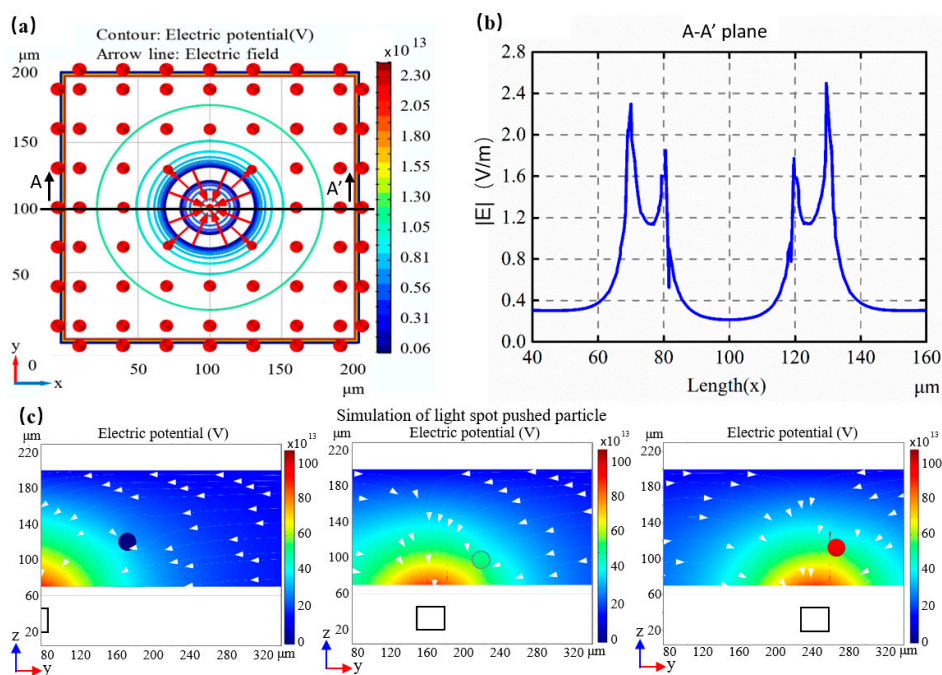 (a)
Contour: Electric potential(V)
Arrow line: Electric field
μm
x10 13
200
150
100
50
0
A
A'
2.30
2.05
1.80
1.55
1.30
1.05
0.80
0.55
0.30
0.06
y
x
50
100
150
200
μm
(b)
A-A' plane
|E| (V/m)
2.8
2.4
2.0
1.6
1.2
0.8
0.4
0.0
40 60 80 100 120 140 160
Length(x)
μm
(c)
Simulation of light spot pushed particle
μm
Electric potential (V)
x10 13
220
180
140
100
60
20
100
80
60
40
20
0
z
y
80 120 160 200 240 280 320 μm
μm
Electric potential (V)
x10 13
220
180
140
100
60
20
100
80
60
40
20
0
z
y
80 120 160 200 240 280 320 μm
μm
Electric potential (V)
x10 13
220
180
140
100
60
20
100
80
60
40
20
0
z
y
80 120 160 200 240 280 320 μm